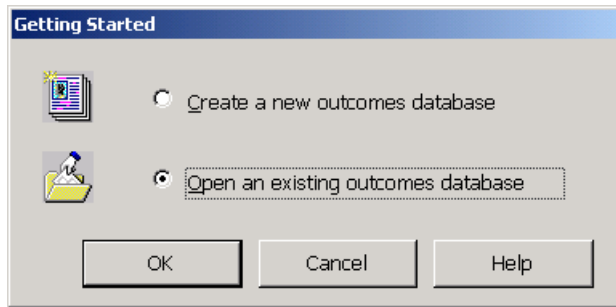 Getting Started
Create a new outcomes database
Open an existing outcomes database
OK Cancel Help